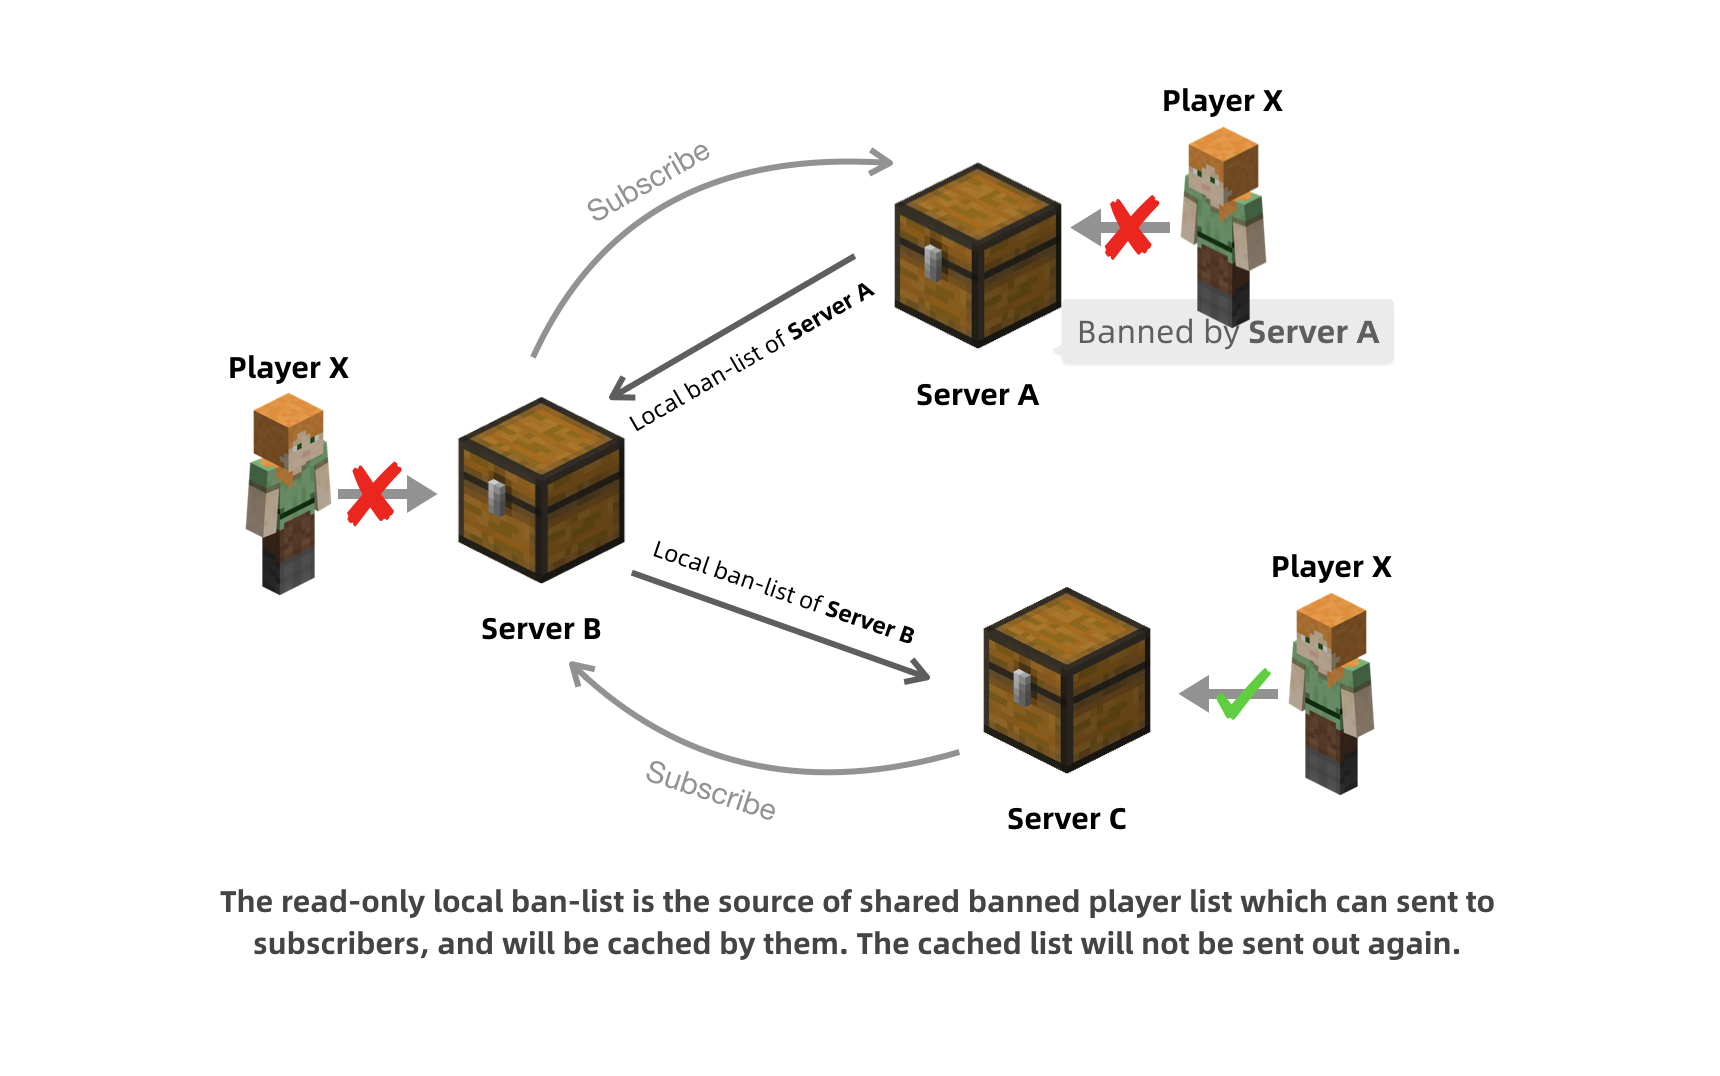 Player X
Subscribe
Local ban-list of Server A
Banned by Server A
Server A
Player X
Server B
Local ban-list of Server B
Player X
Subscribe
Server C
The read-only local ban-list is the source of shared banned player list which can sent to
subscribers, and will be cached by them. The cached list will not be sent out again.